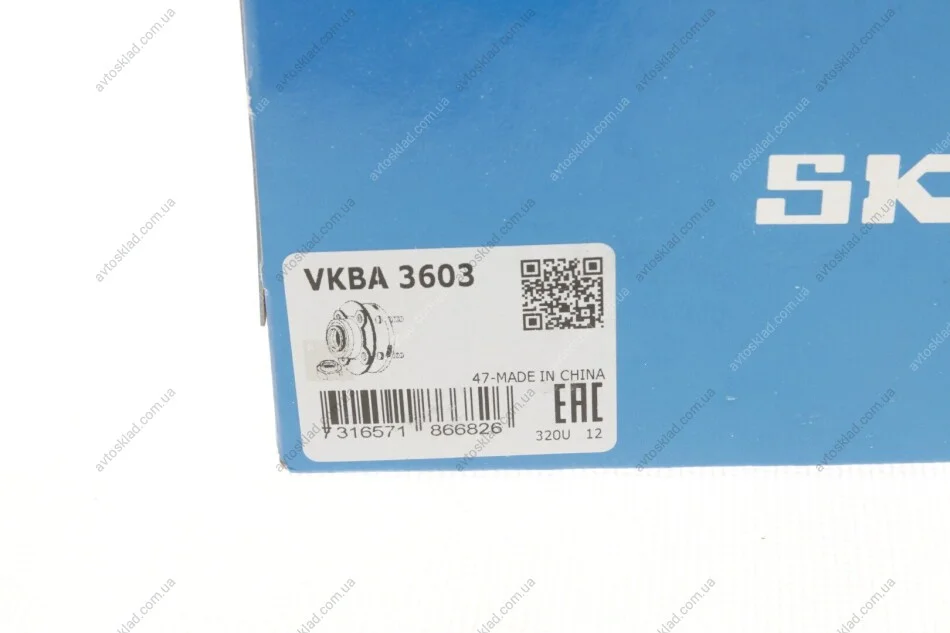 SK
VKBA 3603
47-MADE IN CHINA
EAC
7 316571 866826
320U 12
avtosklad.com.ua